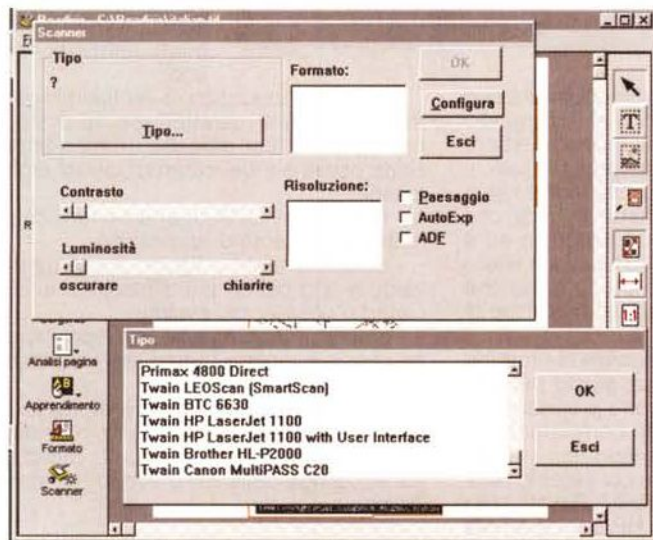 Scanner
Tipo
?
Tipo...
Formato:
OK
Configura
Esci
Contrasto
Risoluzione:
Paesaggio
AutoExp
ADF
Luminosità
oscurare
chiarire
T
1:1
Analisi pagina
Apprendimento
Formato
Scanner
Tipo
Primax 4800 Direct
Twain LEOScan (SmartScan)
Twain BTC 6630
Twain HP LaserJet 1100
Twain HP LaserJet 1100 with User Interface
Twain Brother HL-P2000
Twain Canon MultiPASS C20
OK
Esci